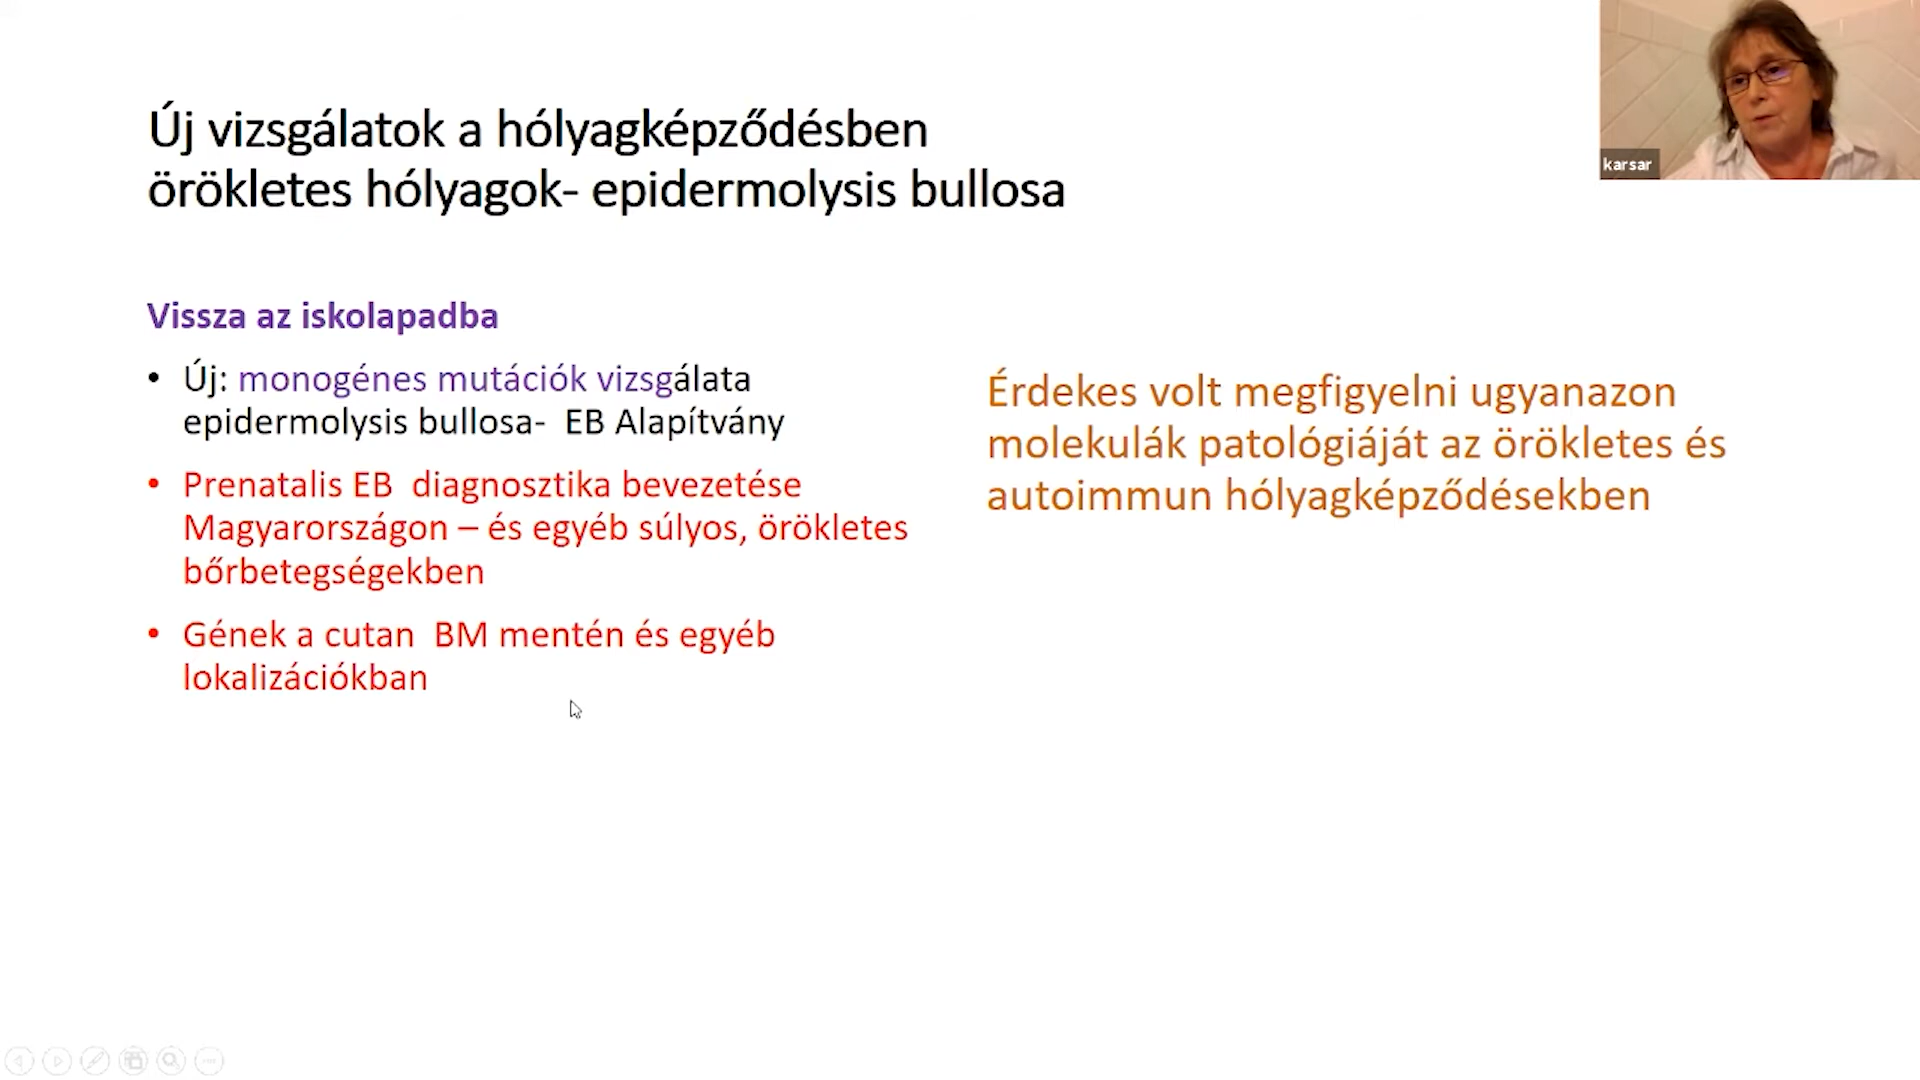 Új vizsgálatok a hólyagképződésben
örökletes hólyagok- epidermolysis bullosa
karsar
Vissza az iskolapadba
• Új: monogénes mutációk vizsgálata
epidermolysis bullosa- EB Alapítvány
• Prenatalis EB diagnosztika bevezetése
Magyarországon – és egyéb súlyos, örökletes
bőrbetegségekben
• Gének a cutan BM mentén és egyéb
lokalizációkban
Érdekes volt megfigyelni ugyanazon
molekulák patológiáját az örökletes és
autoimmun hólyagképződésekben